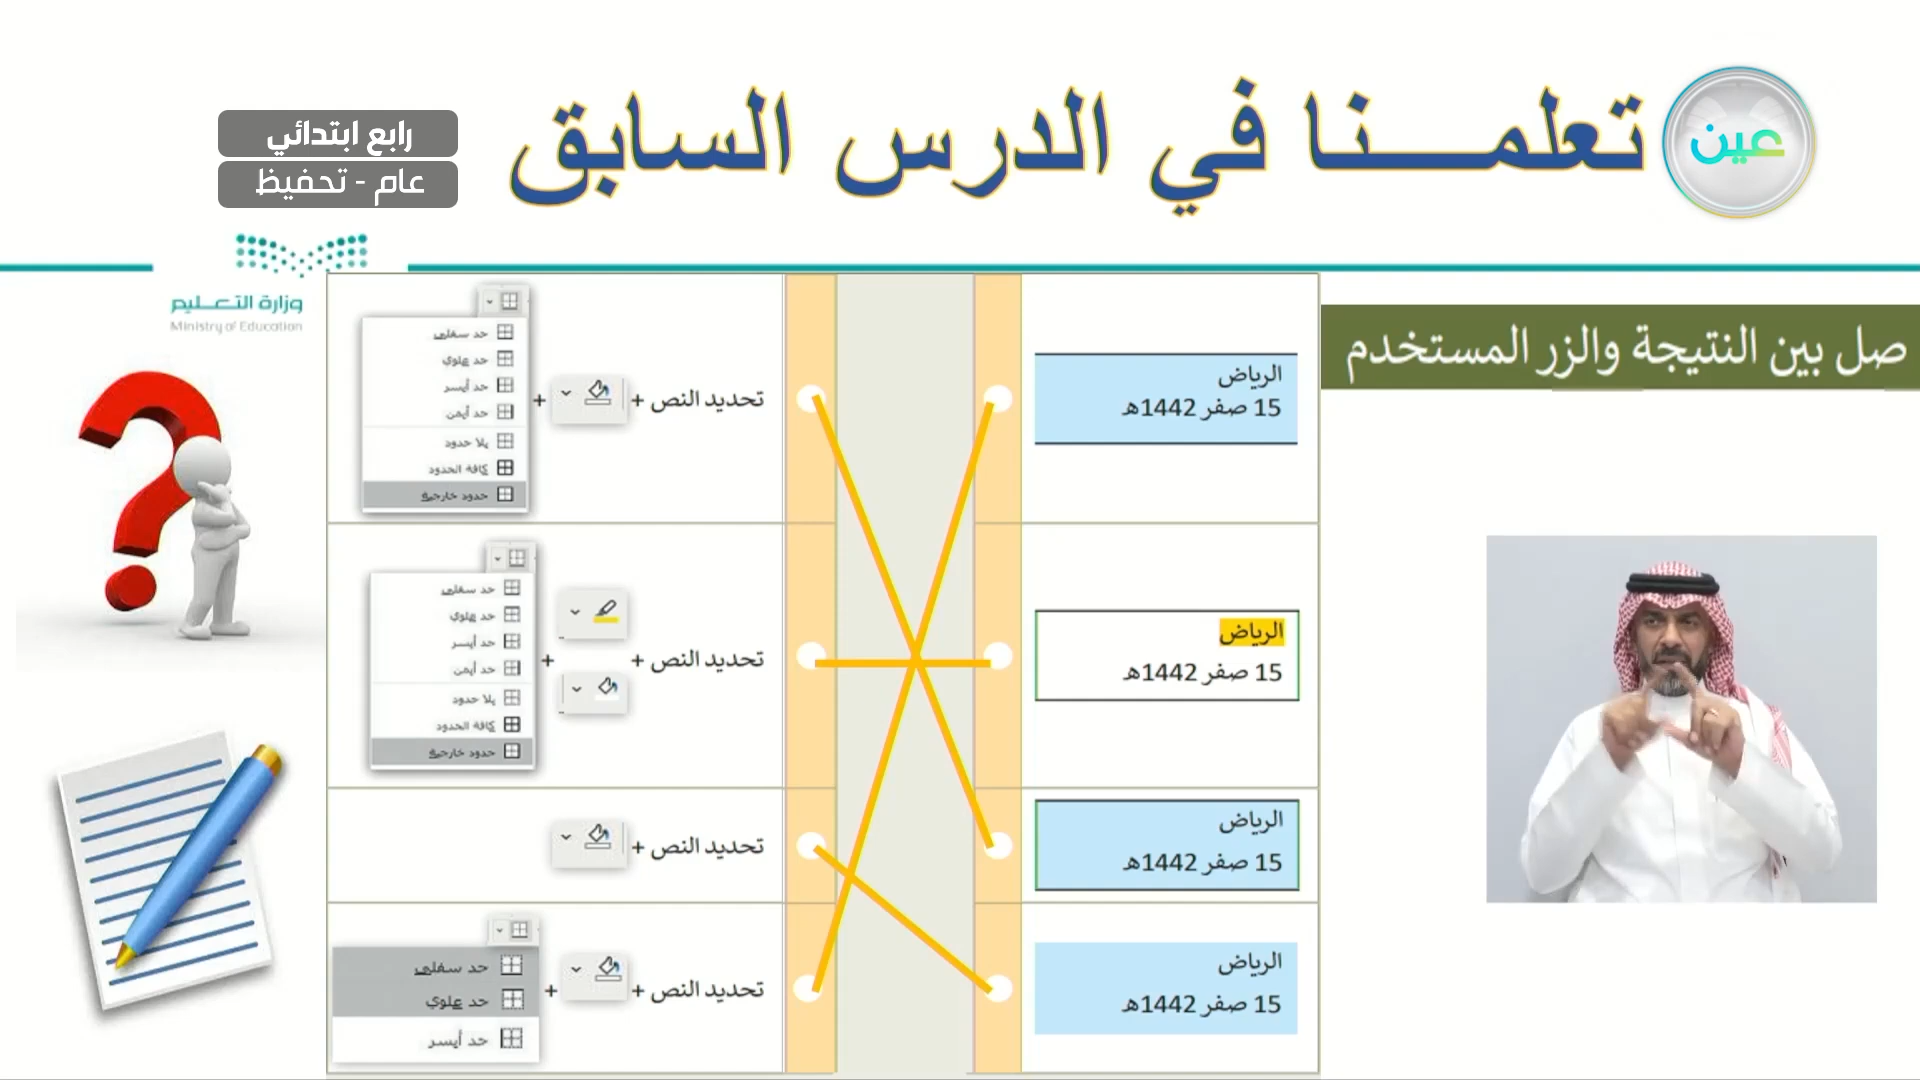 عين
تعلمـــــنا في الدرس السابق
رابع ابتدائي
عام - تحفيظ
وزارة التعـــليم
Ministry of Education
صل بين النتيجة والزر المستخدم
الرياض
15 صفر 1442هـ
تحديد النص +
+
حد سفلي
حد علوي
حد أيسر
حد أيمن
بلا حدود
كافة الحدود
حدود خارجية
الرياض
15 صفر 1442هـ
تحديد النص +
+
حد سفلي
حد علوي
حد أيسر
حد أيمن
بلا حدود
كافة الحدود
حدود خارجية
الرياض
15 صفر 1442هـ
تحديد النص +
الرياض
15 صفر 1442هـ
تحديد النص +
+
حد سفلي
حد علوي
حد أيسر